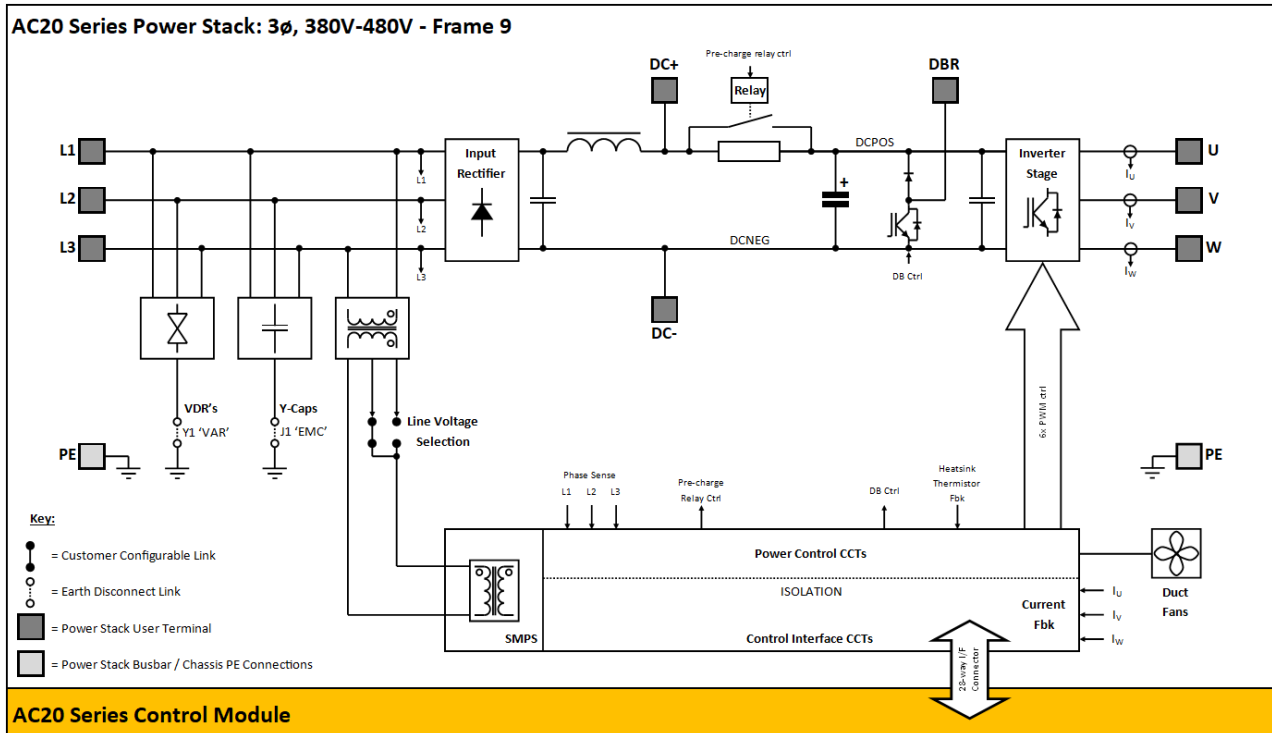 AC20 Series Power Stack: 3ø, 380V-480V - Frame 9
Pre-charge relay ctrl
DC+
DBR
Relay
L1
L2
L3
Input
Rectifier
L1
L2
L3
DCPOS
+
DCNEG
DB Ctrl
Inverter
Stage
IU
IV
IW
U
V
W
DC-
VDR's
Y1 'VAR'
Y-Caps
J1 'EMC'
Line Voltage
Selection
6x PWM ctrl
PE
PE
Phase Sense
L1 L2 L3
Pre-charge
Relay Ctrl
DB Ctrl
Heatsink
Thermistor
Fbk
Key:
= Customer Configurable Link
= Earth Disconnect Link
= Power Stack User Terminal
= Power Stack Busbar / Chassis PE Connections
Power Control CCTs
ISOLATION
SMPS
Control Interface CCTs
Current
Fbk
IU
IV
IW
Duct
Fans
28-way I/F
Connector
AC20 Series Control Module